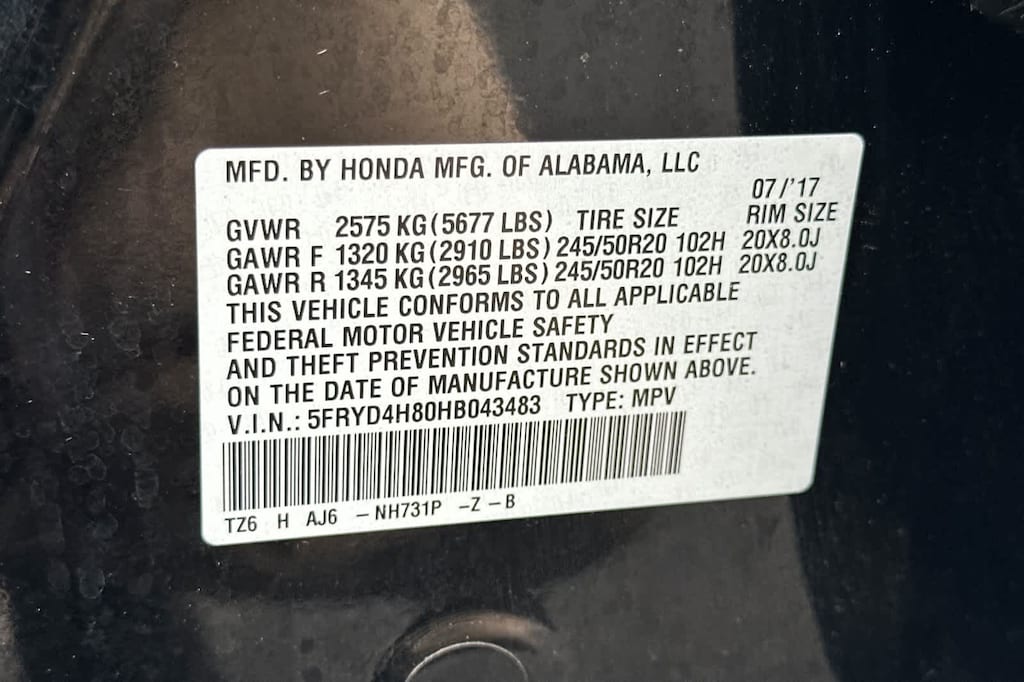 MFD. BY HONDA MFG. OF ALABAMA, LLC
07/'17
GVWR 2575 KG (5677 LBS) TIRE SIZE RIM SIZE
GAWR F 1320 KG (2910 LBS) 245/50R20 102H 20X8.0J
GAWR R 1345 KG (2965 LBS) 245/50R20 102H 20X8.0J
THIS VEHICLE CONFORMS TO ALL APPLICABLE
FEDERAL MOTOR VEHICLE SAFETY
AND THEFT PREVENTION STANDARDS IN EFFECT
ON THE DATE OF MANUFACTURE SHOWN ABOVE.
V.I.N.: 5FRYD4H80HB043483 TYPE: MPV
TZ6 H AJ6 -NH731P -Z -B